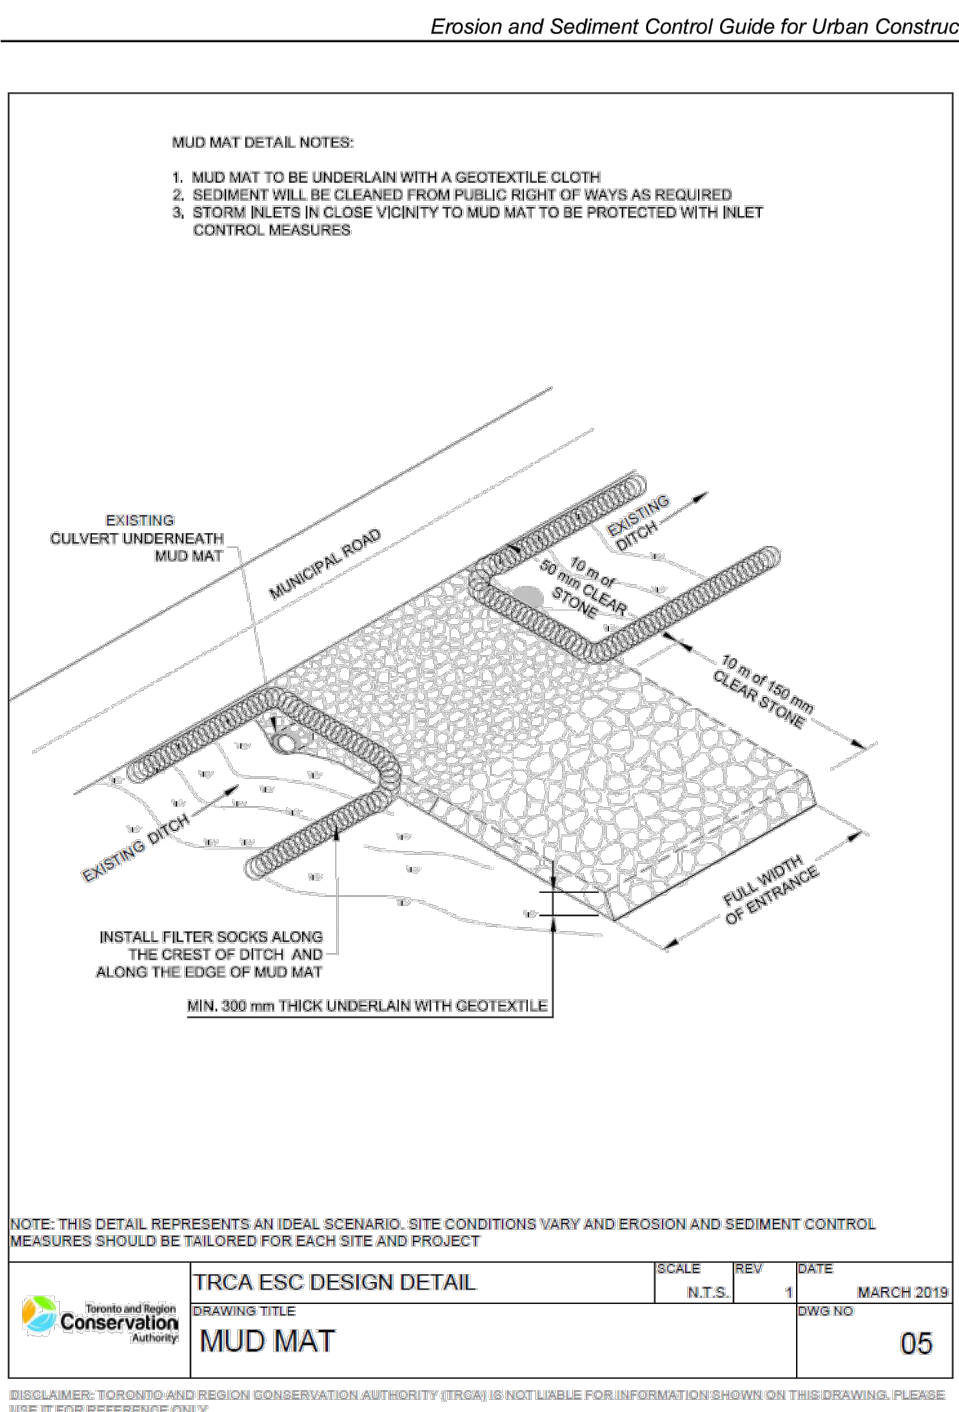 Erosion and Sediment Control Guide for Urban Construc
MUD MAT DETAIL NOTES:
1. MUD MAT TO BE UNDERLAIN WITH A GEOTEXTILE CLOTH
2. SEDIMENT WILL BE CLEANED FROM PUBLIC RIGHT OF WAYS AS REQUIRED
3. STORM INLETS IN CLOSE VICINITY TO MUD MAT TO BE PROTECTED WITH INLET
CONTROL MEASURES
EXISTING
CULVERT UNDERNEATH
MUD MAT
MUNICIPAL ROAD
EXISTING
DITCH
10 m of
50 mm CLEAR
STONE
10 m of 150 mm
CLEAR STONE
EXISTING DITCH
FULL WIDTH
OF ENTRANCE
INSTALL FILTER SOCKS ALONG
THE CREST OF DITCH AND
ALONG THE EDGE OF MUD MAT
MIN. 300 mm THICK UNDERLAIN WITH GEOTEXTILE
NOTE: THIS DETAIL REPRESENTS AN IDEAL SCENARIO. SITE CONDITIONS VARY AND EROSION AND SEDIMENT CONTROL
MEASURES SHOULD BE TAILORED FOR EACH SITE AND PROJECT
Toronto and Region
Conservation
Authority
TRCA ESC DESIGN DETAIL
SCALE
N.T.S.
REV
1
DATE
MARCH 2019
DRAWING TITLE
MUD MAT
DWG NO
05
DISCLAIMER: TORONTO AND REGION CONSERVATION AUTHORITY (TRCA) IS NOT LIABLE FOR INFORMATION SHOWN ON THIS DRAWING. PLEASE
USE IT FOR REFERENCE ONLY